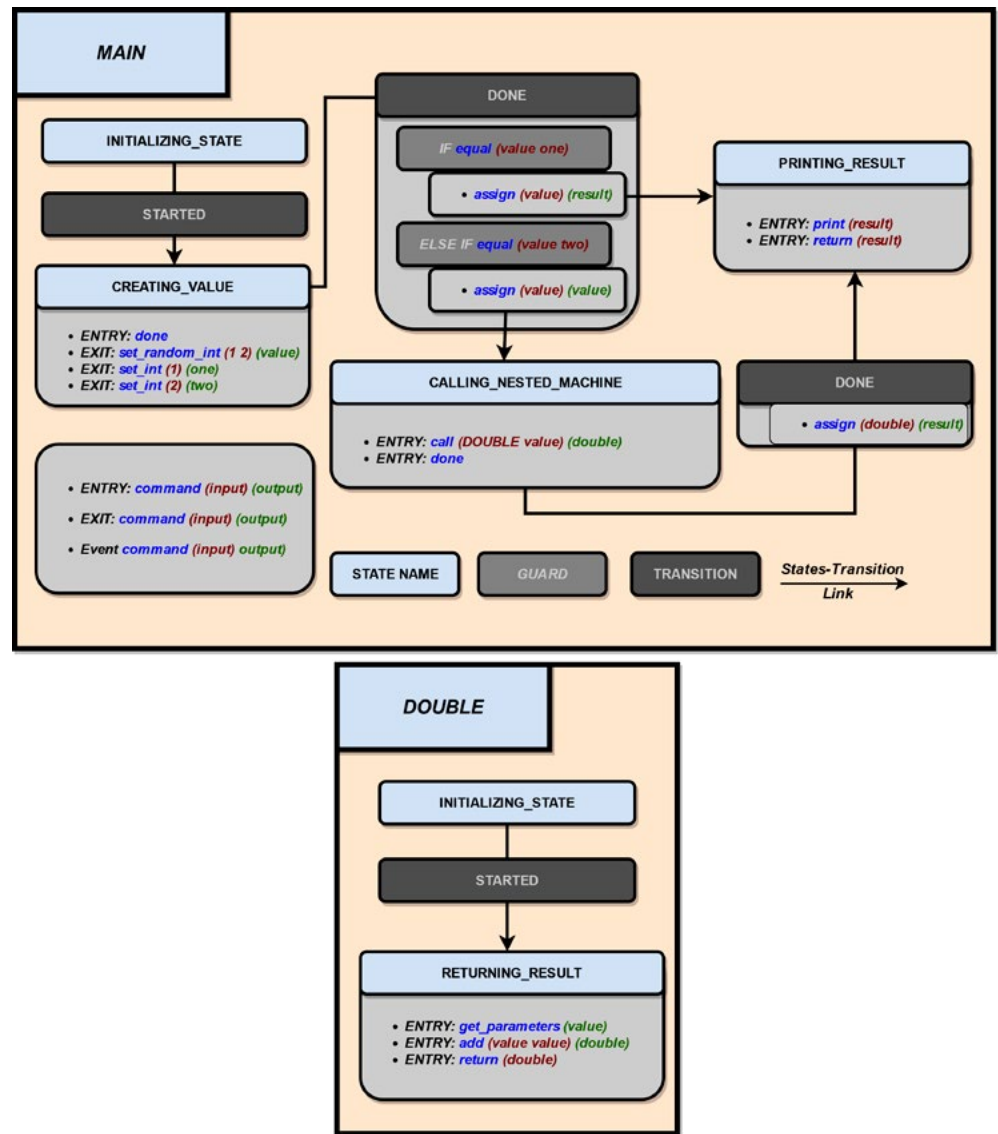 MAIN
INITIALIZING_STATE
STARTED
CREATING_VALUE
• ENTRY: done
• EXIT: set_random_int (1 2) (value)
• EXIT: set_int (1) (one)
• EXIT: set_int (2) (two)
DONE
IF equal (value one)
• assign (value) (result)
ELSE IF equal (value two)
• assign (value) (value)
PRINTING_RESULT
• ENTRY: print (result)
• ENTRY: return (result)
CALLING_NESTED_MACHINE
• ENTRY: call (DOUBLE value) (double)
• ENTRY: done
DONE
• assign (double) (result)
• ENTRY: command (input) (output)
• EXIT: command (input) (output)
• Event command (input) output)
STATE NAME
GUARD
TRANSITION
States-Transition
Link
DOUBLE
INITIALIZING_STATE
STARTED
RETURNING_RESULT
• ENTRY: get_parameters (value)
• ENTRY: add (value value) (double)
• ENTRY: return (double)